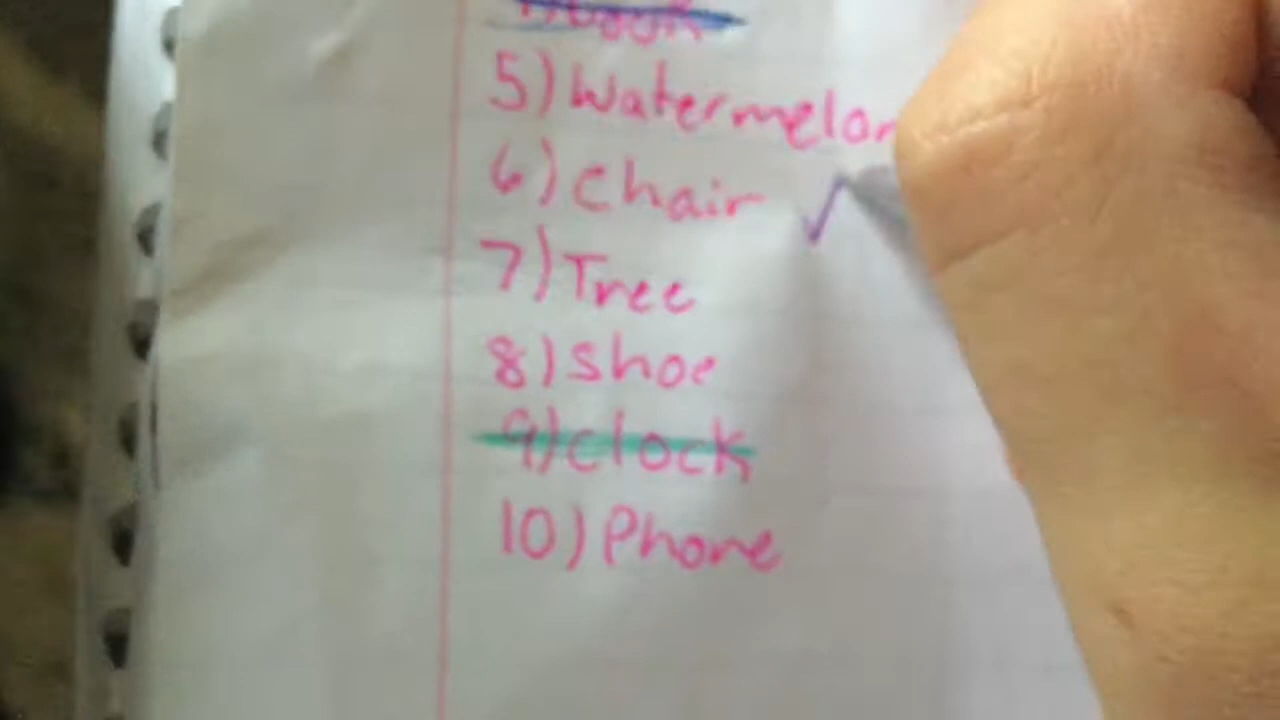 5) Watermelon
6) Chair ✓
7) Tree
8) Shoe
9) Clock
10) Phone